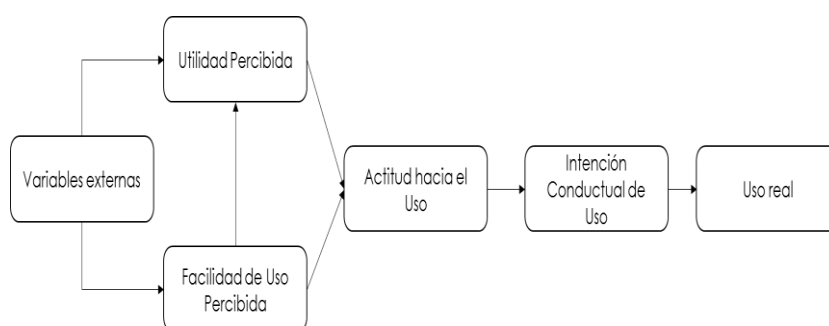 Utilidad Percibida
Variables externas
Facilidad de Uso
Percibida
Actitud hacia el
Uso
Intención
Conductual de
Uso
Uso real